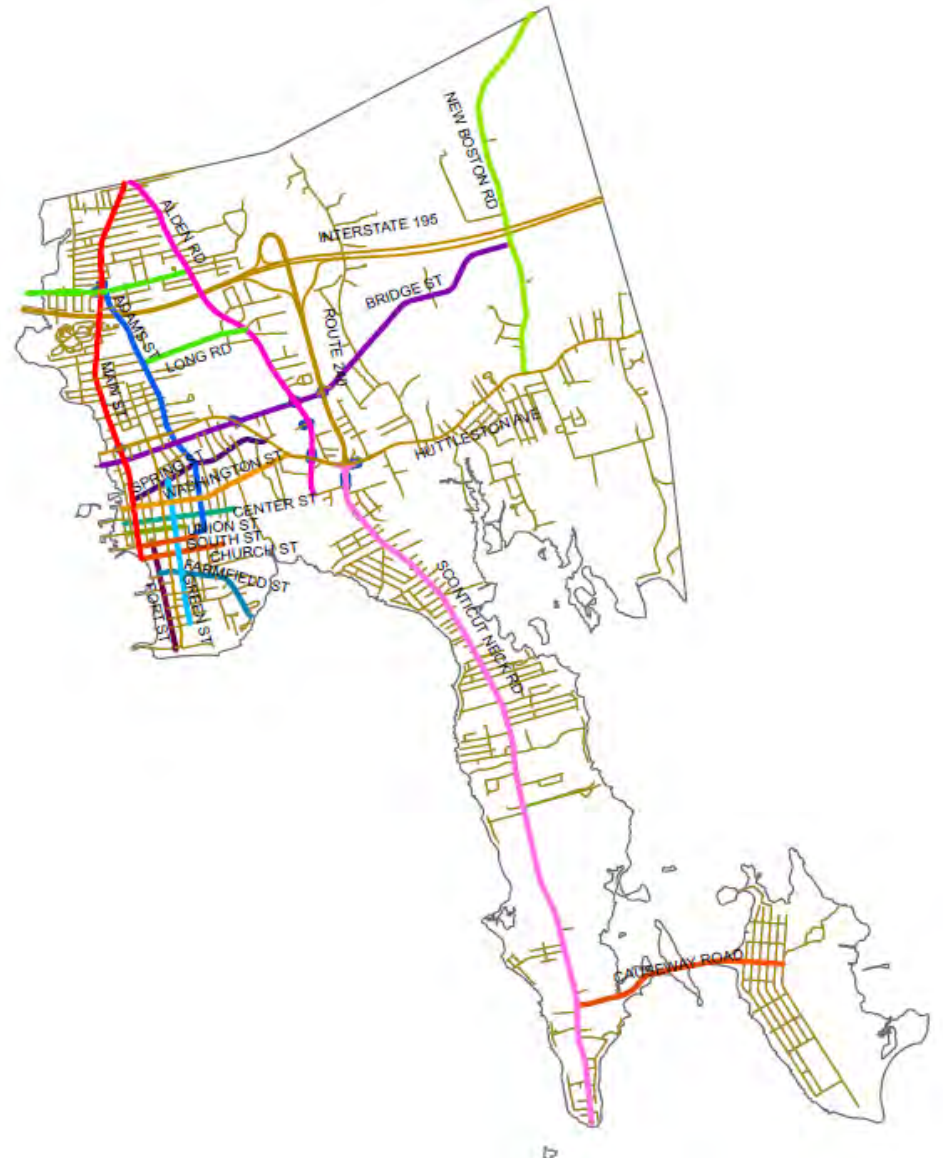 NEW BOSTON RD
ALDEN RD
INTERSTATE 195
BRIDGE ST
ADAMS ST
ROUTE 240
LONG RD
MAIN ST
HUTTLESTON AVE
SPRING ST
WASHINGTON ST
CENTER ST
UNION ST
SOUTH ST
CHURCH ST
FARMFIELD ST
FORT ST
GREEN ST
SCONTICUT NECK RD
CAUSEWAY ROAD